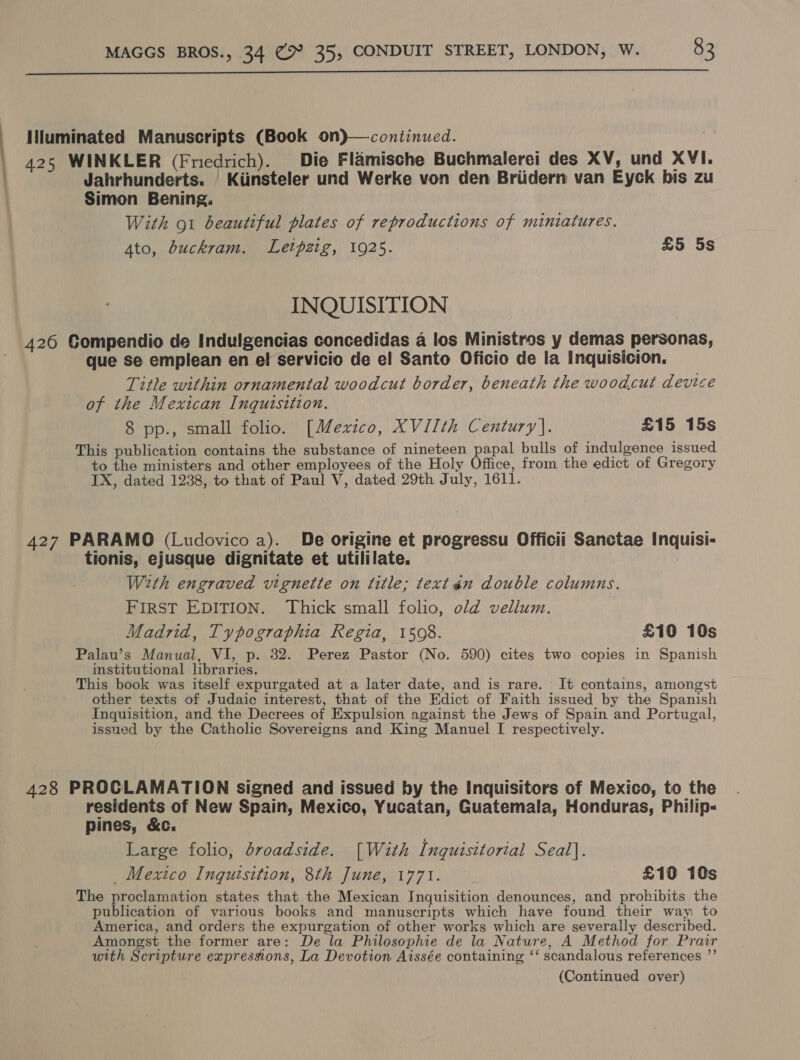 MAGGS BROS., 34 & 35, CONDUIT STREET, LONDON, W. 83
Illuminated Manuscripts (Book on)—continued.
425 WINKLER (Friedrich). Die Flämische Buchmalerei des XV, und XVI.
Jahrhunderts. Künsteler und Werke von den Brüdern van Eyck bis zu
Simon Bening.
With 91 beautiful plates of reproductions of miniatures.
4to, buckram. Leipzig, 1925. £5 5s
INQUISITION
426 Compendio de Indulgencias concedidas á los Ministros y demas personas,
que se emplean en el servicio de el Santo Oficio de la Inquisicion.
Title within ornamental woodcut border, beneath the woodcut device
of the Mexican Inquisition.
8 pp., small folio. [Mexico, XVIIth Century]. £15 15s
This publication contains the substance of nineteen papal bulls of indulgence issued
to the ministers and other employees of the Holy Office, from the edict of Gregory
IX, dated 1238, to that of Paul V, dated 29th July, 1611.
427 PARAMO (Ludovico a). De origine et progressu Officii Sanctae Inquisi-
tionis, ejusque dignitate et utililate.
With engraved vignette on title; text in double columns.
FIRST EDITION. Thick small folio, old vellum.
Madrid, Typographia Regia, 1598. £10 10s
Palau's Manual, VI, p. 32. Perez Pastor (No. 590) cites two copies in Spanish
institutional libraries.
This book was itself expurgated at a later date, and is rare. It contains, amongst
other texts of Judaic interest, that of the Edict of Faith issued by the Spanish
Inquisition, and the Decrees of Expulsion against the Jews of Spain and Portugal,
issued by the Catholic Sovereigns and King Manuel I respectively.
428 PROCLAMATION signed and issued by the Inquisitors of Mexico, to the
residents of New Spain, Mexico, Yucatan, Guatemala, Honduras, Philip-
pines, &c.
Large folio, broadside. [With Inquisitorial Seal].
Mexico Inquisition, 8th June, 1771. £10 10s
The proclamation states that the Mexican Inquisition denounces, and prohibits the
publication of various books and manuscripts which have found their way to
America, and orders the expurgation of other works which are severally described.
Amongst the former are: De la Philosophie de la Nature, A Method for Prair
with Scripture expressions, La Devotion Aissée containing “scandalous references”
(Continued over)